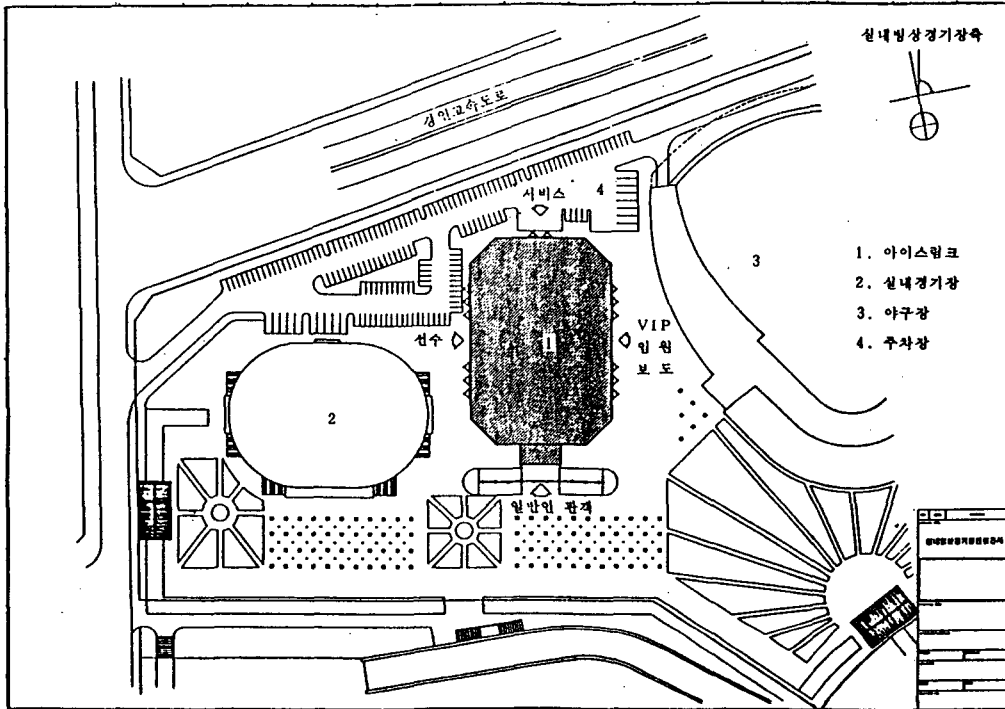 실내빙상경기장축
경인고속도로
서비스
4
3
1. 아이스링크
2. 실내경기장
3. 야구장
4. 주차장
선수
1
VIP
임원
보도
2
일반인 관객